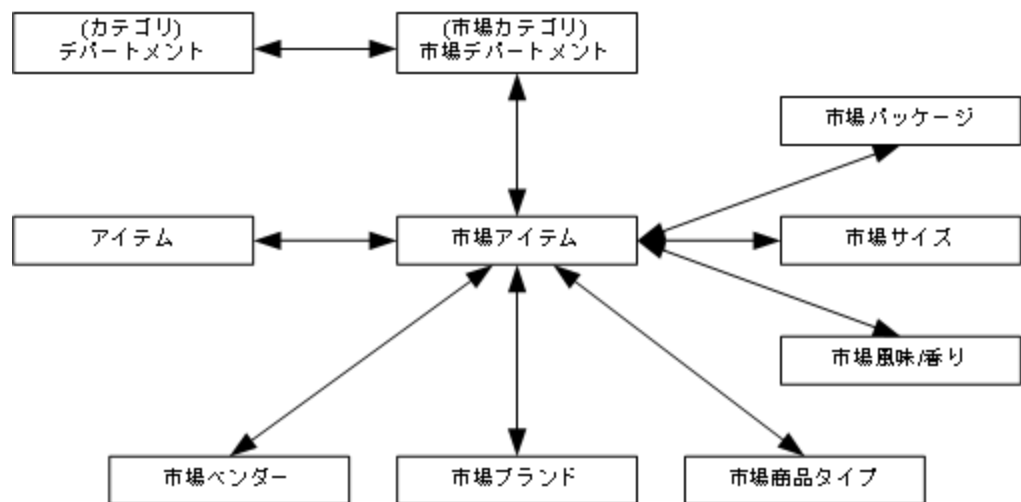 (カテゴリ)
デパートメント
(市場カテゴリ)
市場デパートメント
市場パッケージ
アイテム
市場アイテム
市場サイズ
市場風味/香り
市場ベンダー
市場ブランド
市場商品タイプ